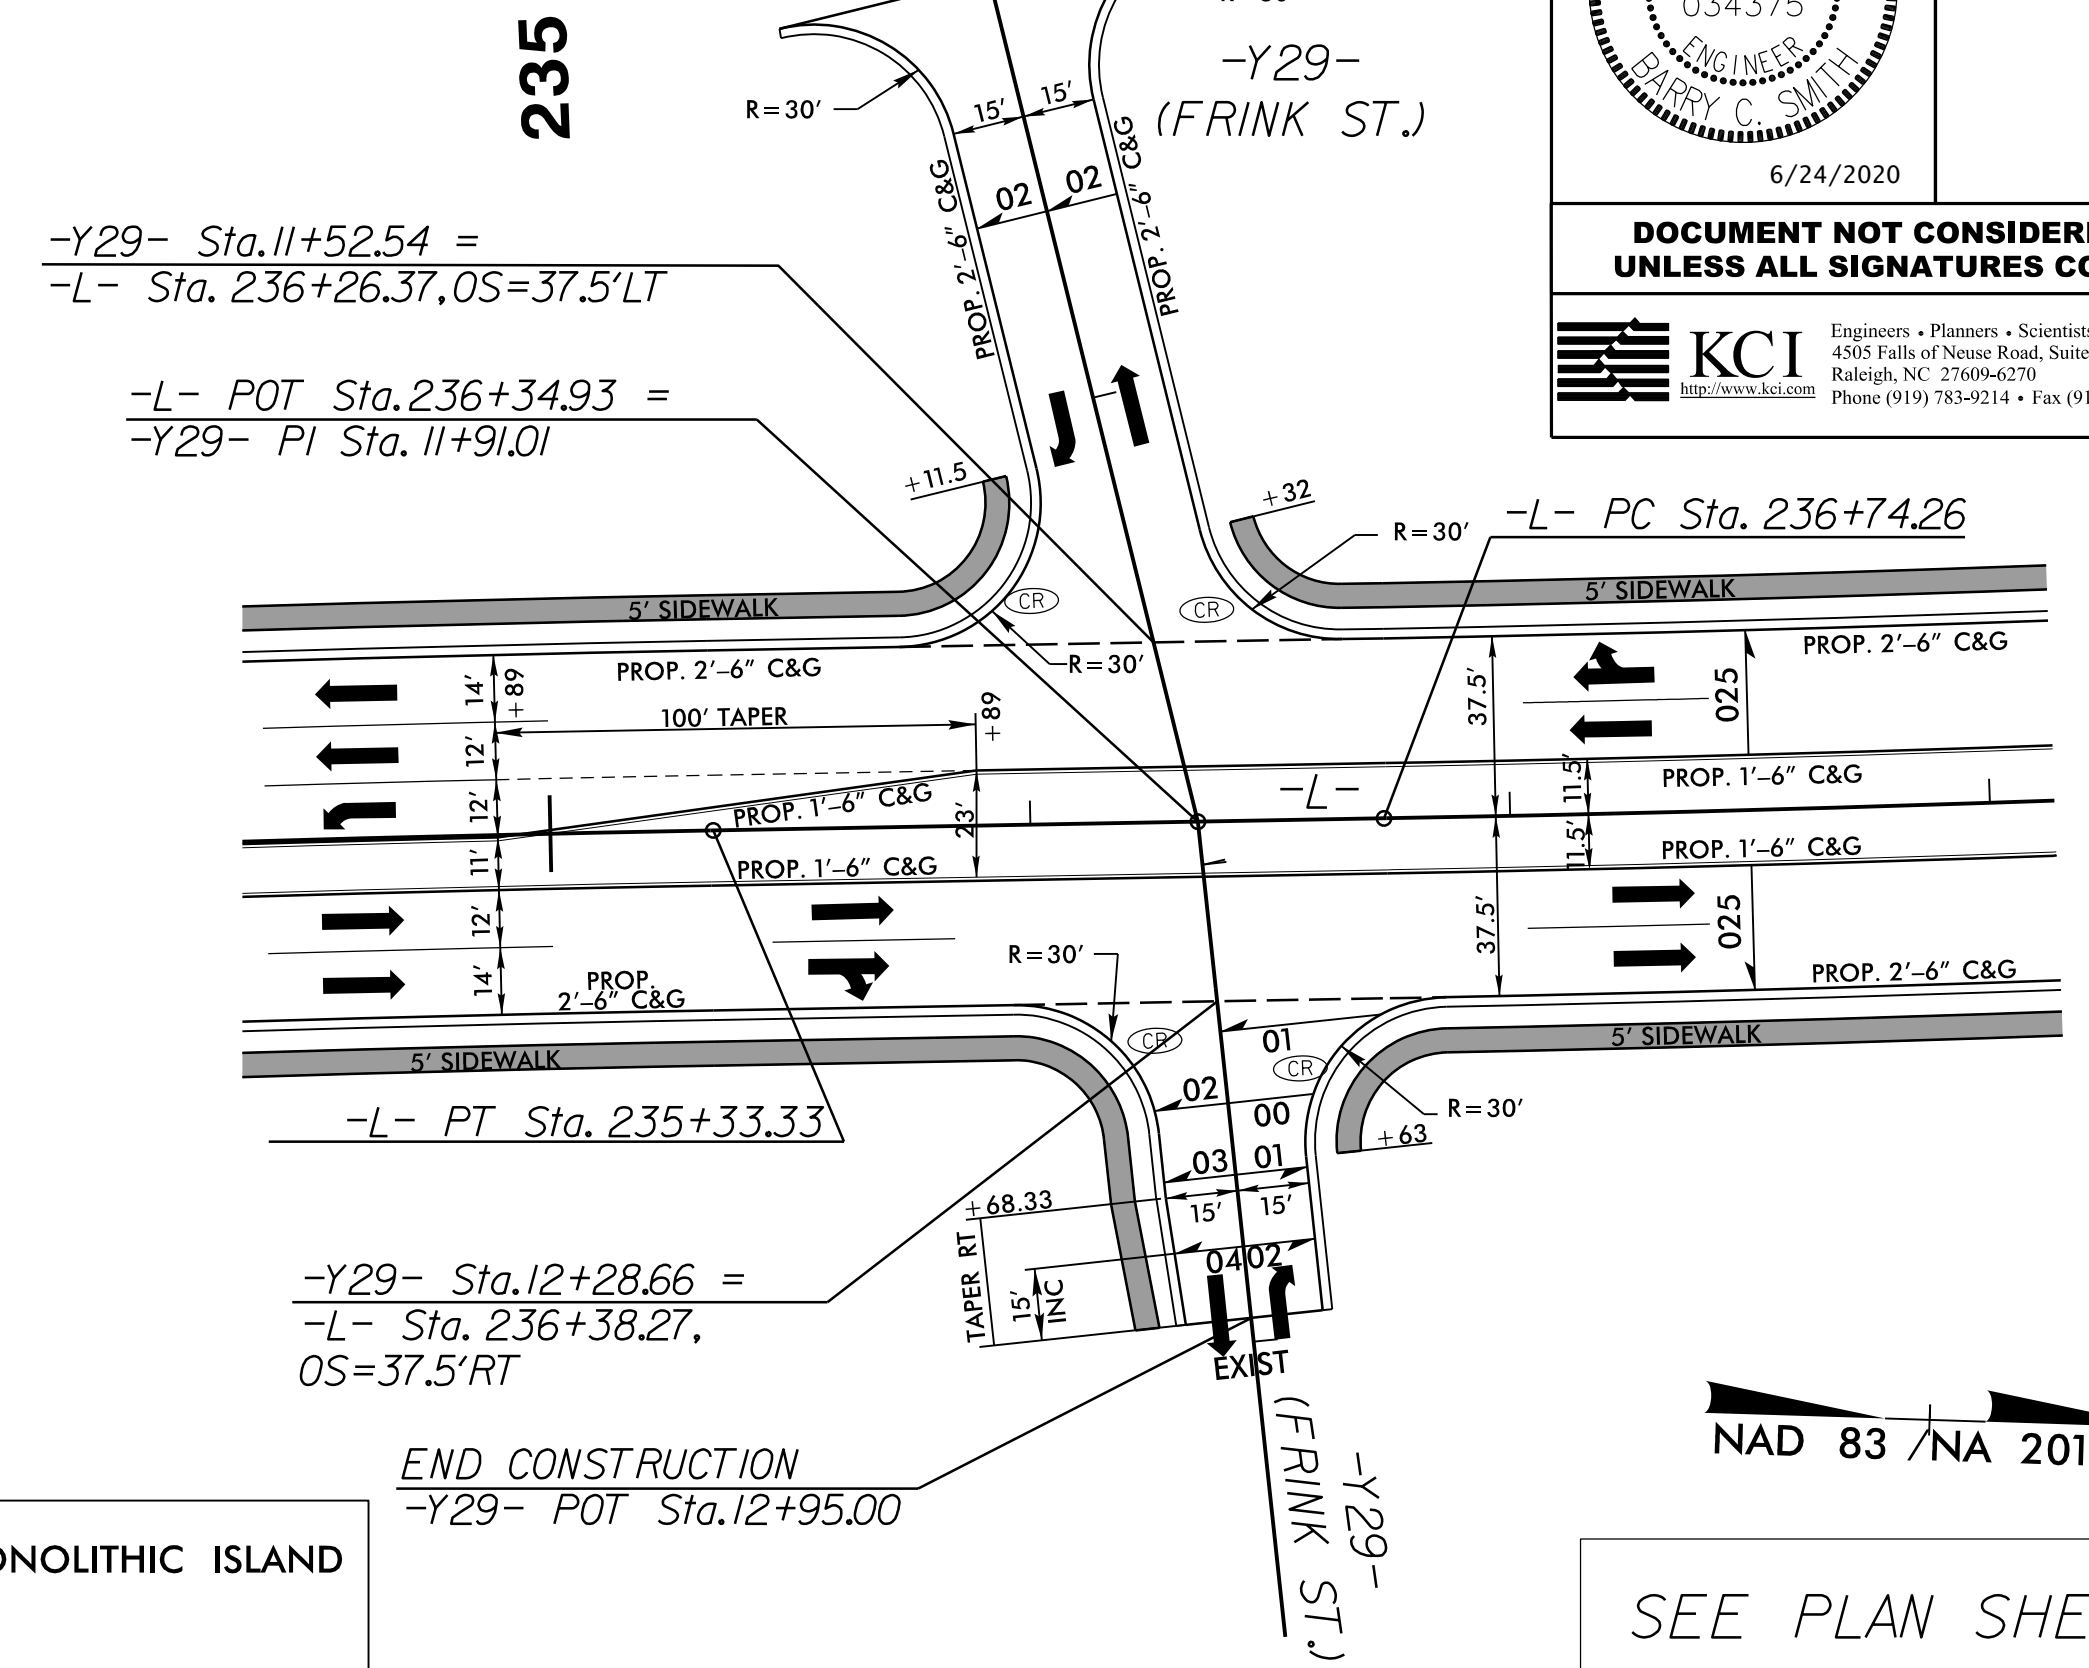 235
034375
ENGINEER
BARRY C. SMITH
6/24/2020
-Y29-
(FRINK ST.)
R=30'
15'
15'
02
02
PROP. 2'-6" C&G
PROP. 2'-6" C&G
DOCUMENT NOT CONSIDER
UNLESS ALL SIGNATURES CO
KCI
http://www.kci.com
Engineers • Planners • Scientists
4505 Falls of Neuse Road, Suite
Raleigh, NC 27609-6270
Phone (919) 783-9214 • Fax (91
-Y29- Sta. 11+52.54 =
-L- Sta. 236+26.37, OS=37.5'LT
-L- POT Sta. 236+34.93 =
-Y29- PI Sta. 11+91.01
+11.5
+32
R=30'
-L- PC Sta. 236+74.26
CR
CR
5' SIDEWALK
5' SIDEWALK
R=30'
PROP. 2'-6" C&G
PROP. 2'-6" C&G
14'
+89
100' TAPER
+89
37.5'
025
12'
12'
PROP. 1'-6" C&G
23'
-L-
11.5'
PROP. 1'-6" C&G
11'
PROP. 1'-6" C&G
11.5'
PROP. 1'-6" C&G
12'
14'
PROP.
2'-6" C&G
R=30'
37.5'
025
PROP. 2'-6" C&G
5' SIDEWALK
5' SIDEWALK
CR
01
CR
02
00
R=30'
+63
-L- PT Sta. 235+33.33
03
01
15'
15'
+68.33
TAPER RT
15'
INC
04
02
EXIST
-Y29- Sta. 12+28.66 =
-L- Sta. 236+38.27,
OS=37.5'RT
END CONSTRUCTION
-Y29- POT Sta. 12+95.00
-Y29-
(FRINK ST.)
NAD 83 /NA 201
ONOLITHIC ISLAND
SEE PLAN SHE